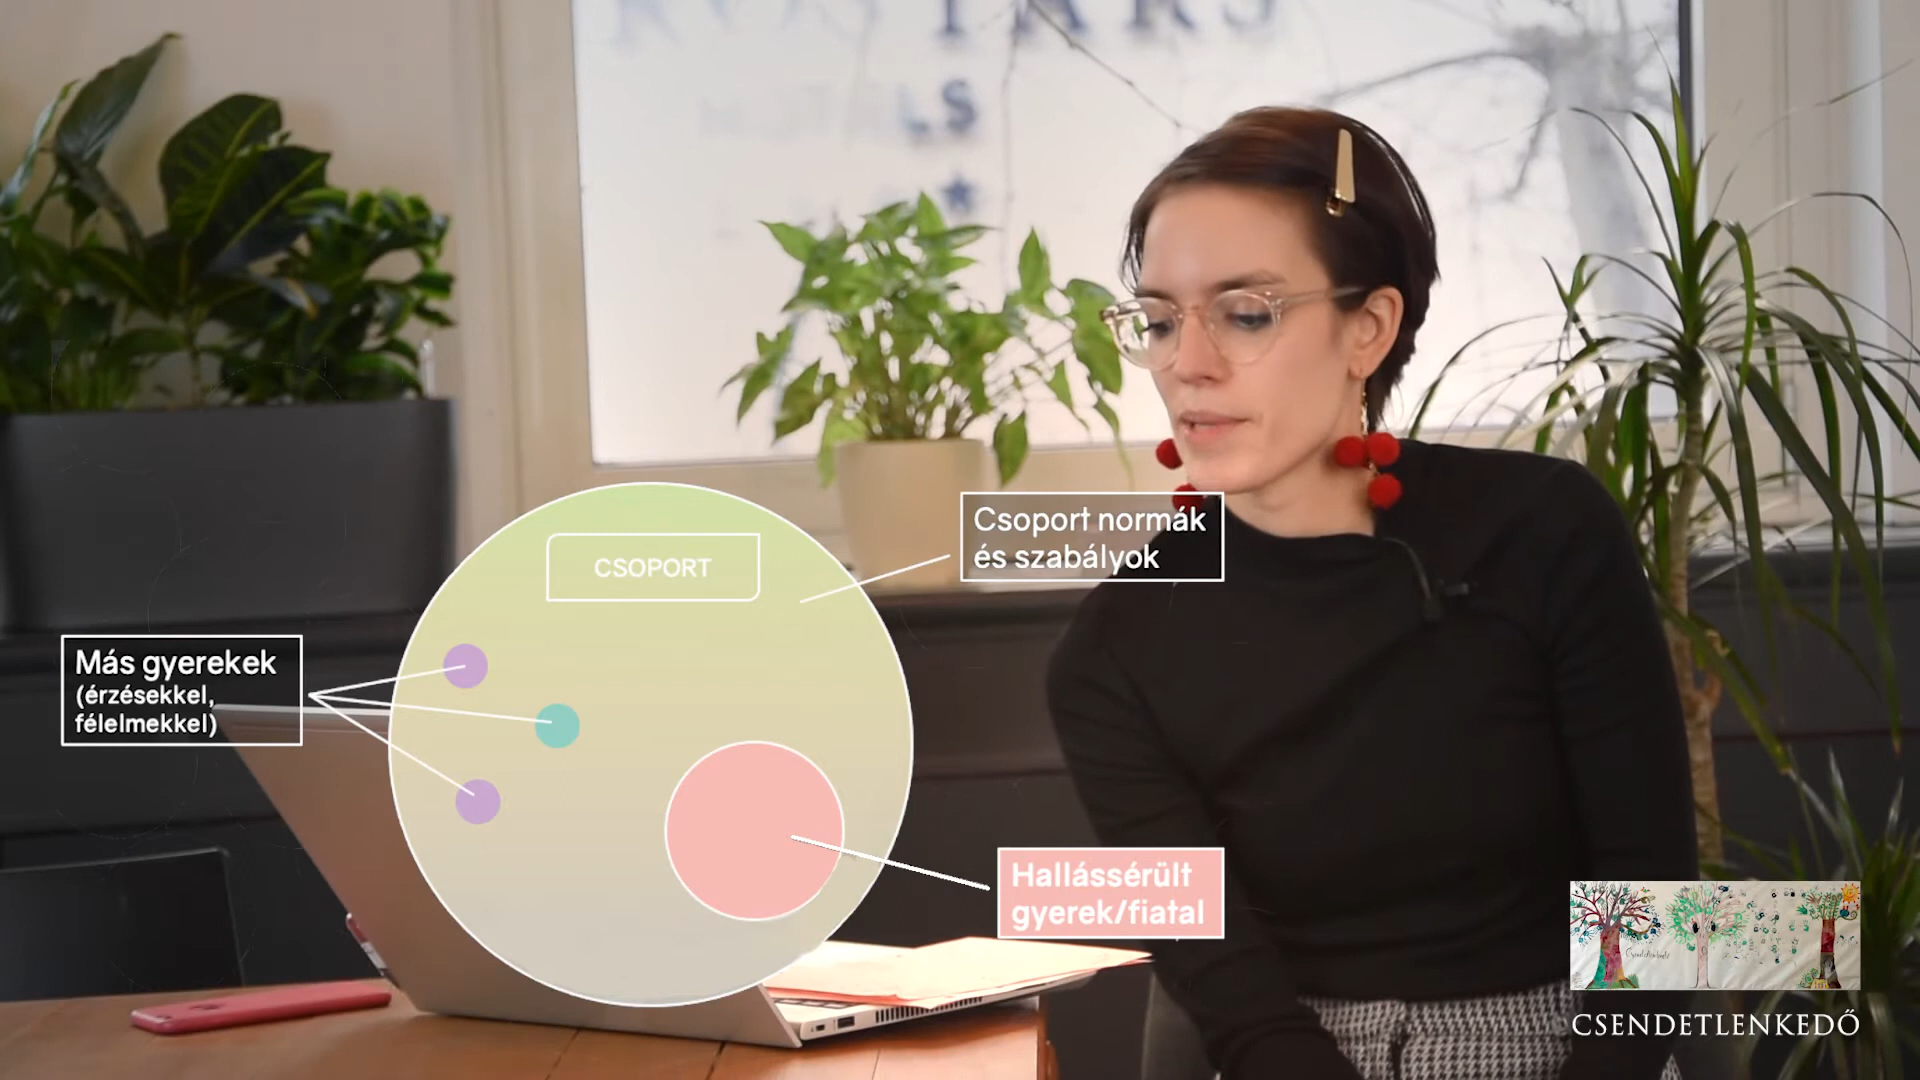 CSOPORT
Csoport normák
és szabályok
Más gyerekek
(érzésekkel,
félelmekkel)
Hallássérült
gyerek/fiatal
CSENDETLENKEDŐ